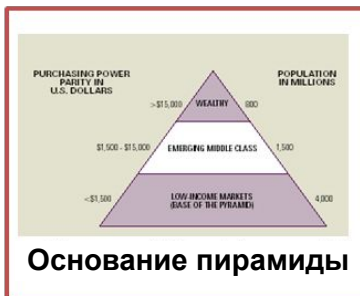 PURCHASING POWER
PARITY IN
U.S. DOLLARS
POPULATION
IN MILLIONS
>$15,000 WEALTHY 800
$1,500 - $15,000 EMERGING MIDDLE CLASS 1,500
<$1,500 LOW-INCOME MARKETS 4,000
(BASE OF THE PYRAMID)
Основание пирамиды